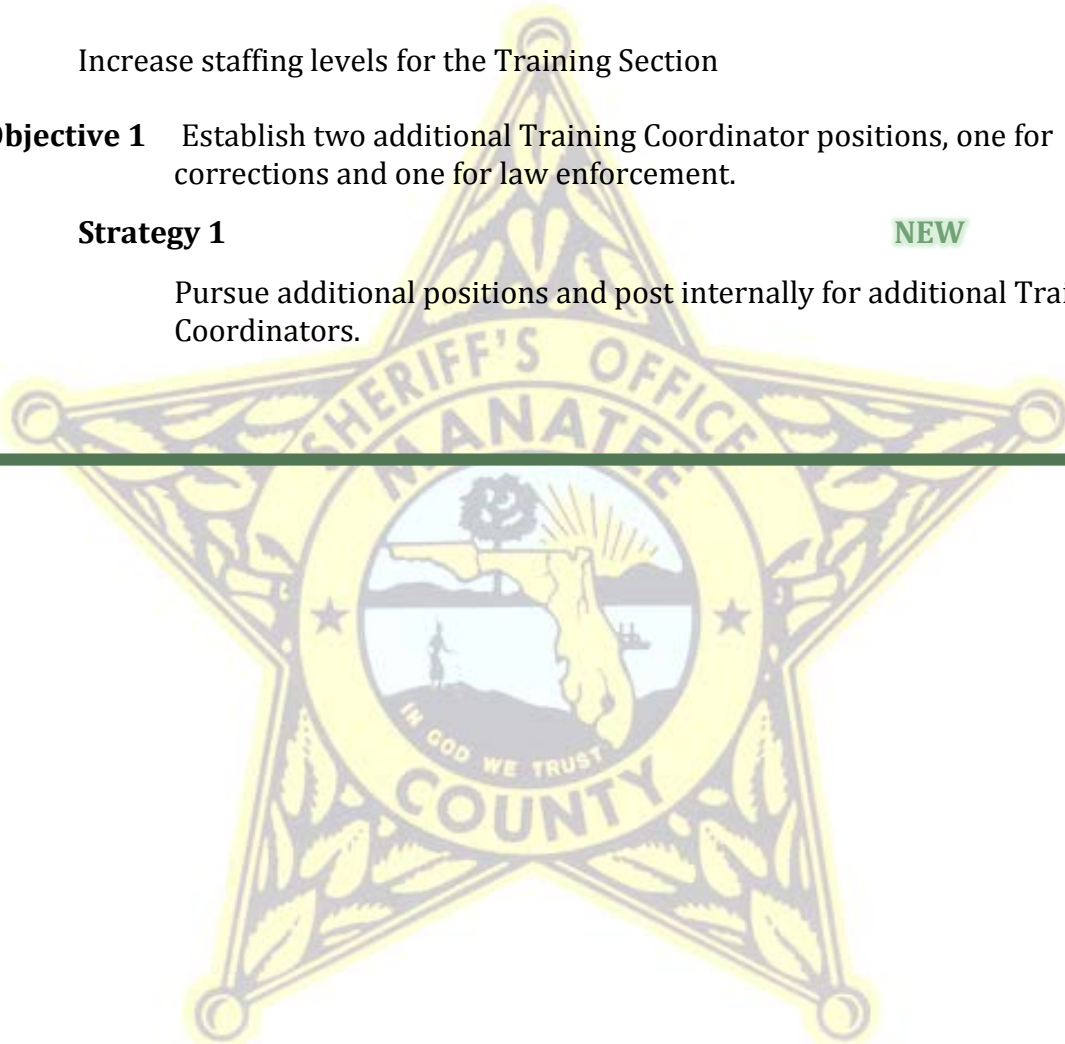 Increase staffing levels for the Training Section
bjective 1 Establish two additional Training Coordinator positions, one for
corrections and one for law enforcement.
Strategy 1 NEW
Pursue additional positions and post internally for additional Trai
Coordinators.
SHERIFF'S OFFICE
MANATEE
IN GOD WE TRUST
COUNTY